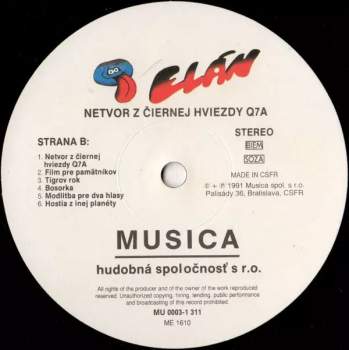 ELÁN
NETVOR Z ČIERNEJ HVIEZDY Q7A
STRANA B:
1. Netvor z čiernej
hviezdy Q7A
2. Film pre pamätníkov
3. Tigrov rok
4. Bosorka
5. Modlitba pre dva hlasy
6. Hostia z inej planéty
STEREO
BIEM
SOZA
MADE IN CSFR
© + ℗ 1991 Musica spol. s r.o.
Palisády 36, Bratislava, CSFR
MUSICA
hudobná spoločnosť s r.o.
All rights of the producer and of the owner of the work reproduced reserved.
Unauthorized copying, hiring, lending, public performance
and broadcasting of this record prohibited.
MU 0003-1 311
ME 1610